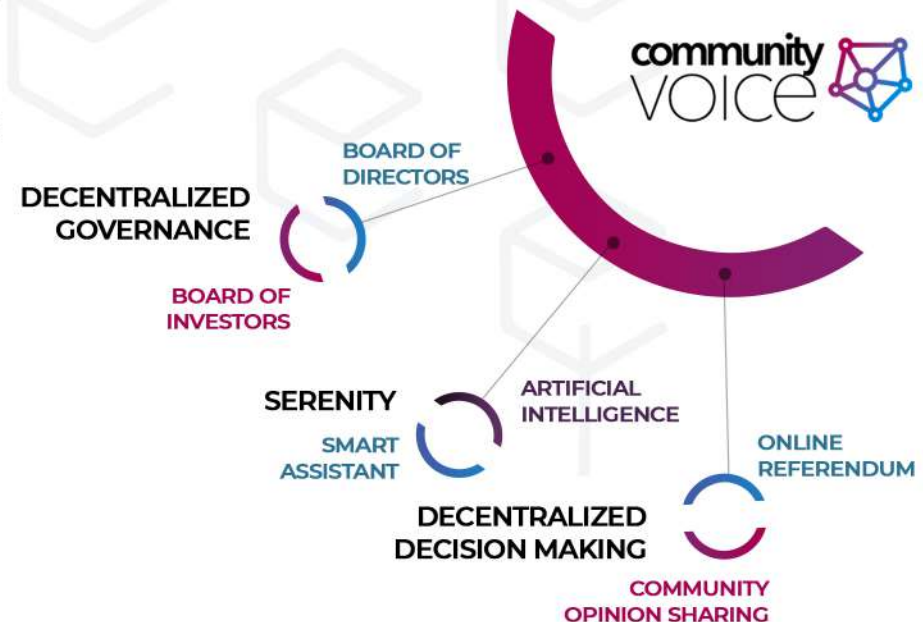 community
voice
BOARD OF
DIRECTORS
DECENTRALIZED
GOVERNANCE
BOARD OF
INVESTORS
SERENITY
ARTIFICIAL
INTELLIGENCE
SMART
ASSISTANT
ONLINE
REFERENDUM
DECENTRALIZED
DECISION MAKING
COMMUNITY
OPINION SHARING